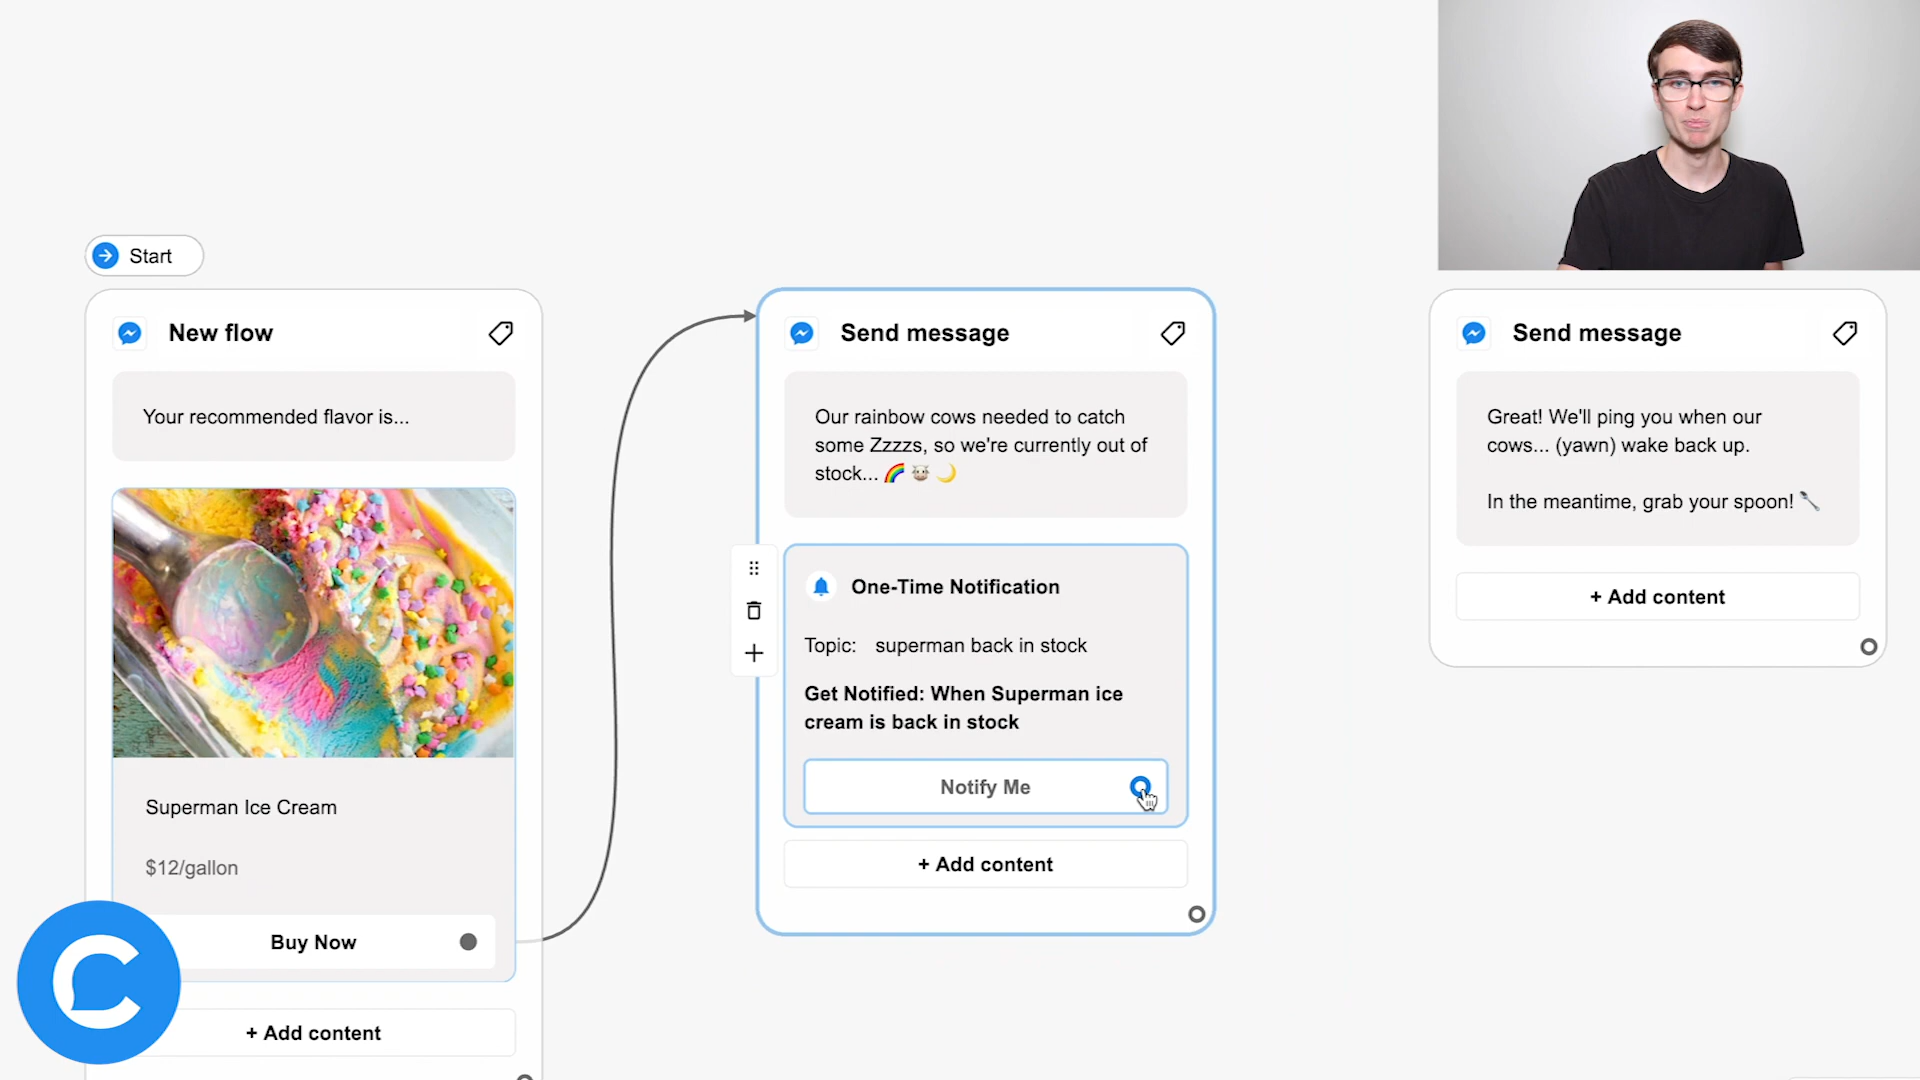 Start
New flow
Your recommended flavor is...
Superman Ice Cream
$12/gallon
Buy Now
+ Add content
Send message
Our rainbow cows needed to catch
some Zzzzs, so we're currently out of
stock... 🌈 🐮 🌙
One-Time Notification
Topic: superman back in stock
Get Notified: When Superman ice
cream is back in stock
Notify Me
+ Add content
Send message
Great! We'll ping you when our
cows... (yawn) wake back up.
In the meantime, grab your spoon! 🥄
+ Add content
C